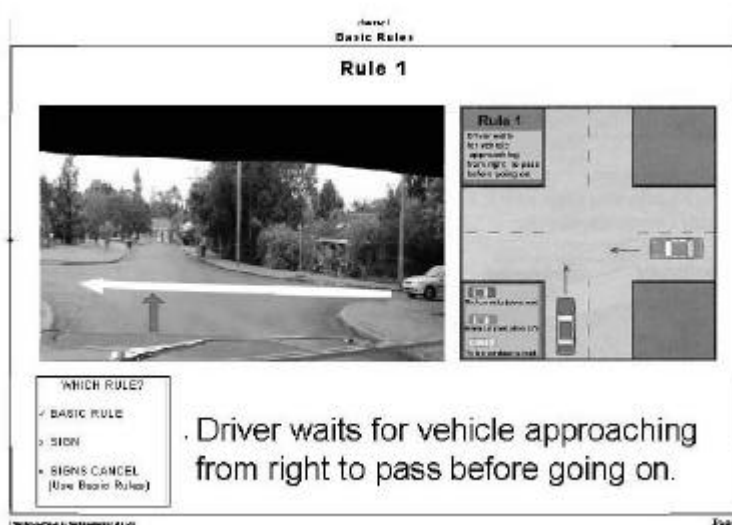 Basic Rules
Rule 1
Rule 1
Driver waits
for vehicle
approaching
from right to pass
before going on.
WHICH RULE?
BASIC RULE
SIGN
SIGNS CANCEL
(Use Basic Rules)
Driver waits for vehicle approaching
from right to pass before going on.